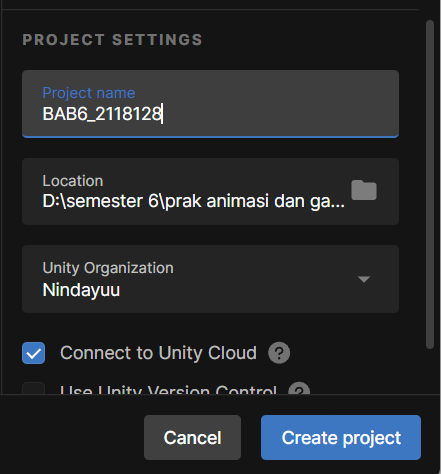 PROJECT SETTINGS
Project name
BAB6_2118128
Location
D:\semester 6\prak animasi dan ga...
Unity Organization
Nindayuu
Connect to Unity Cloud ?
Use Unity Version Control ?
Cancel
Create project